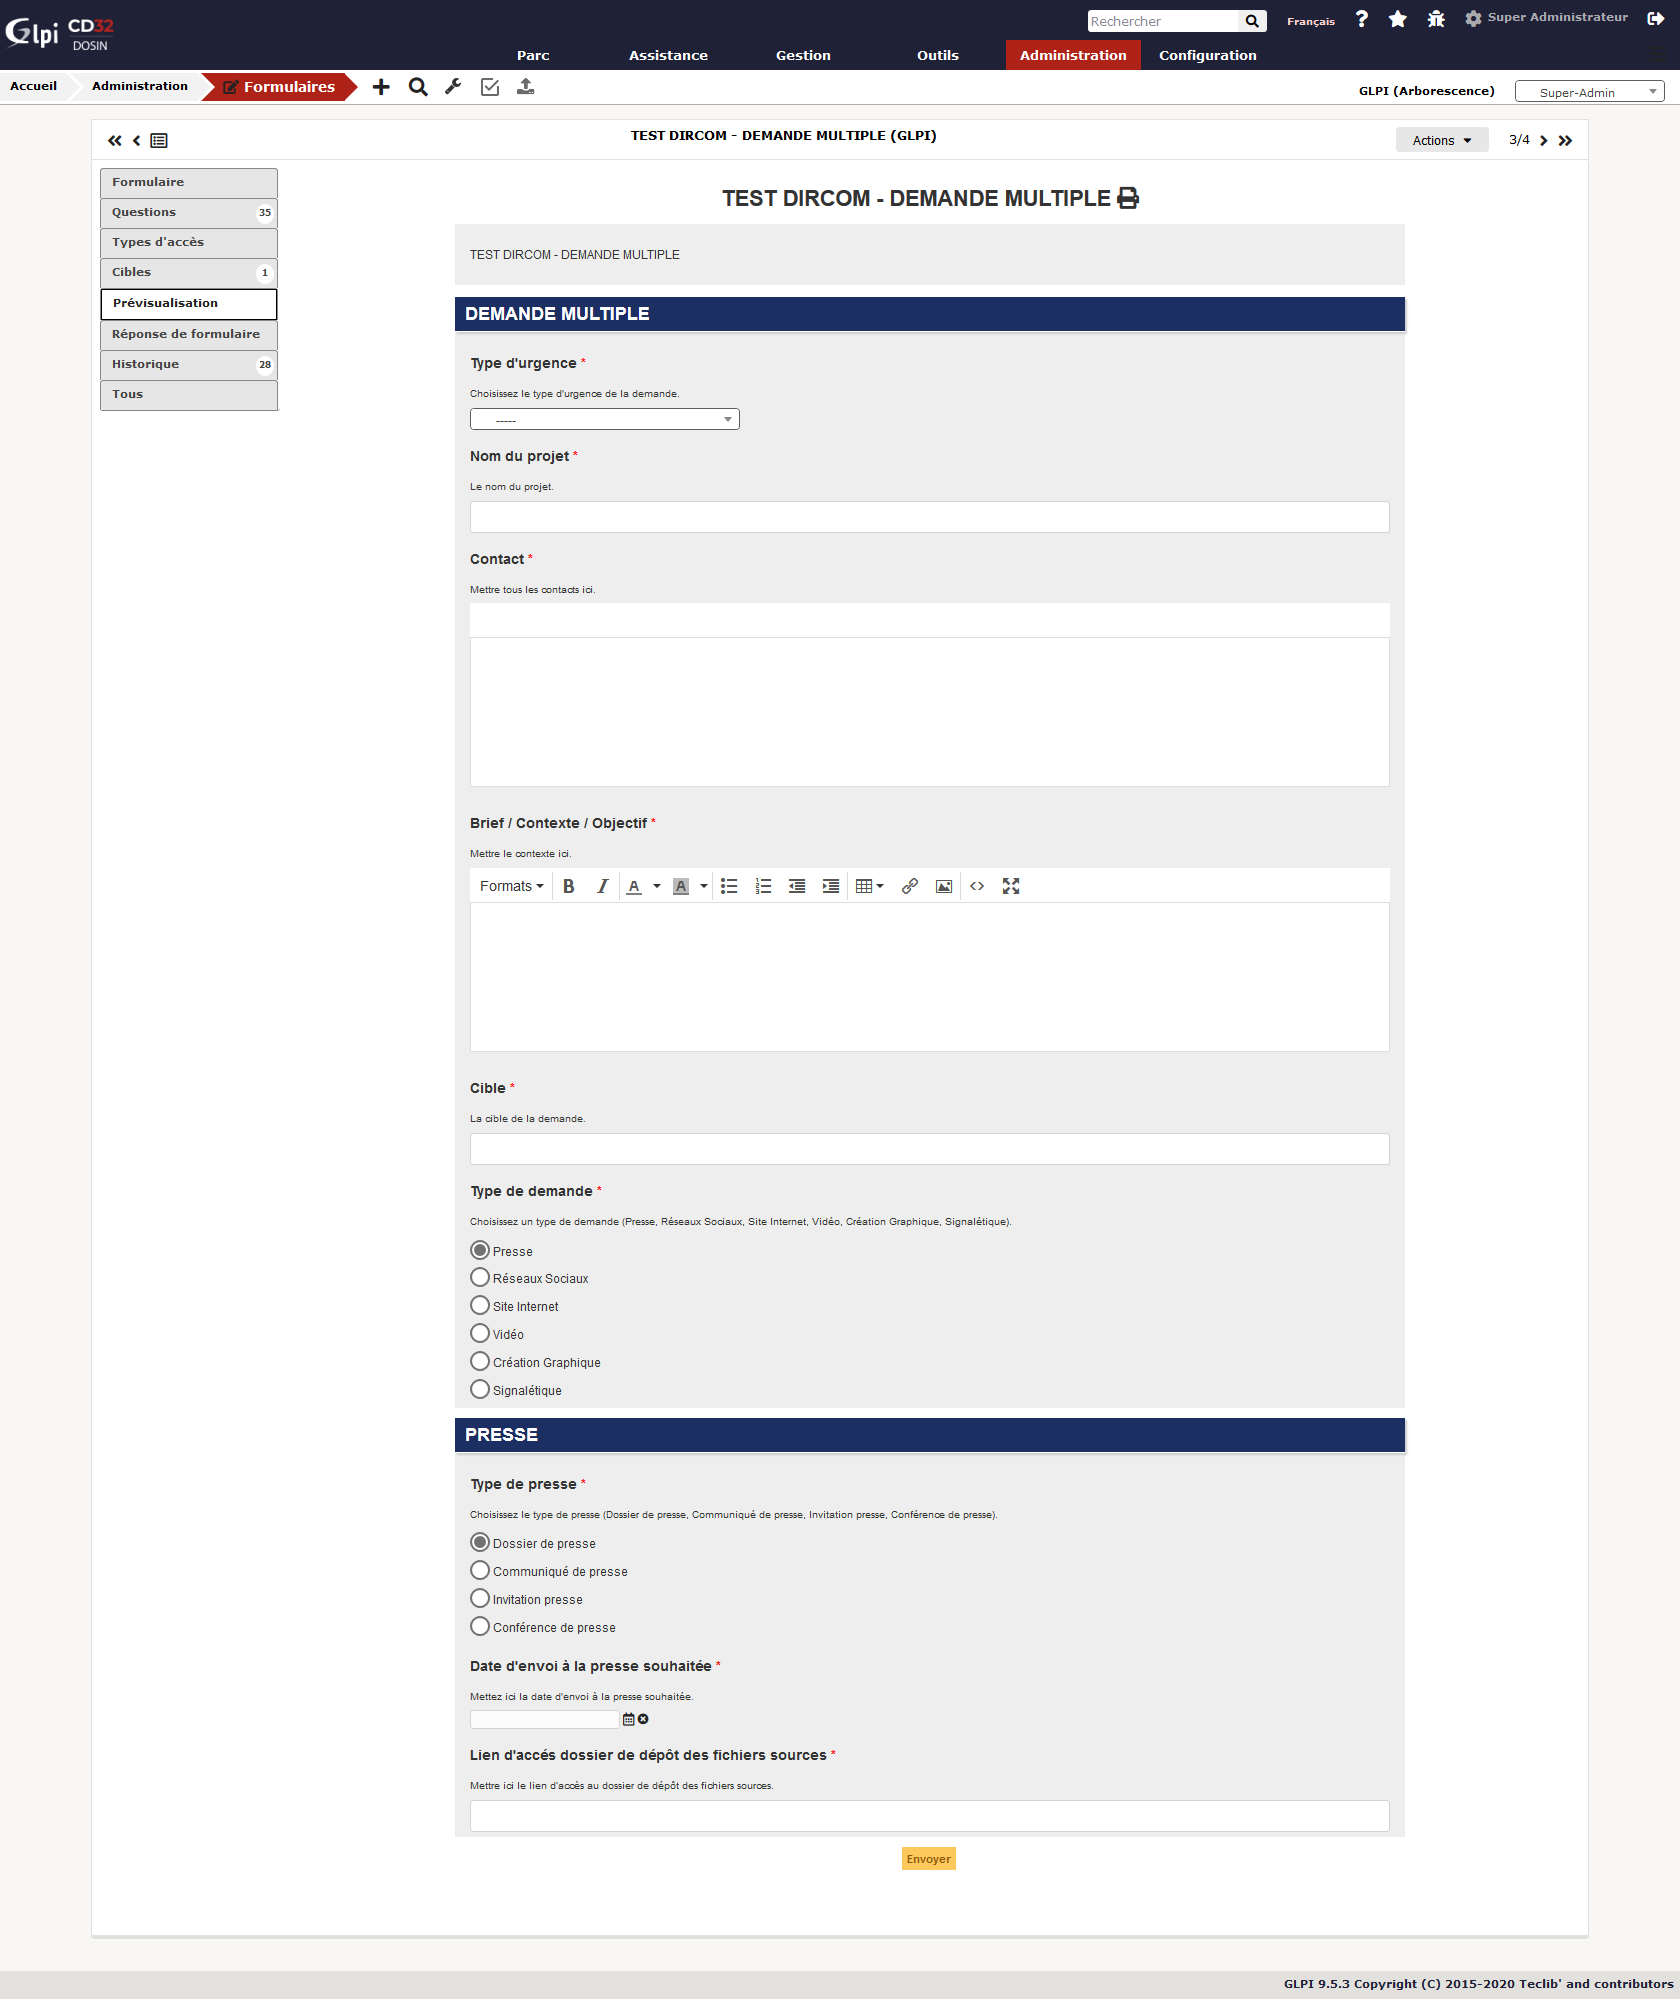 Glpi CD32
DOSIN
Rechercher
Français
Super Administrateur
Parc
Assistance
Gestion
Outils
Administration
Configuration
Accueil
Administration
Formulaires
GLPI (Arborescence)
Super-Admin
TEST DIRCOM - DEMANDE MULTIPLE (GLPI)
Actions
3/4
Formulaire
Questions 35
Types d'accès
Cibles 1
Prévisualisation
Réponse de formulaire
Historique 28
Tous
TEST DIRCOM - DEMANDE MULTIPLE
TEST DIRCOM - DEMANDE MULTIPLE
DEMANDE MULTIPLE
Type d'urgence *
Choisissez le type d'urgence de la demande.
-----
Nom du projet *
Le nom du projet.
Contact *
Mettre tous les contacts ici.
Brief / Contexte / Objectif *
Mettre le contexte ici.
Formats B I A A
Cible *
La cible de la demande.
Type de demande *
Choisissez un type de demande (Presse, Réseaux Sociaux, Site Internet, Vidéo, Création Graphique, Signalétique).
Presse
Réseaux Sociaux
Site Internet
Vidéo
Création Graphique
Signalétique
PRESSE
Type de presse *
Choisissez le type de presse (Dossier de presse, Communiqué de presse, Invitation presse, Conférence de presse).
Dossier de presse
Communiqué de presse
Invitation presse
Conférence de presse
Date d'envoi à la presse souhaitée *
Mettez ici la date d'envoi à la presse souhaitée.
Lien d'accés dossier de dépôt des fichiers sources *
Mettre ici le lien d'accès au dossier de dépôt des fichiers sources.
Envoyer
GLPI 9.5.3 Copyright (C) 2015-2020 Teclib' and contributors